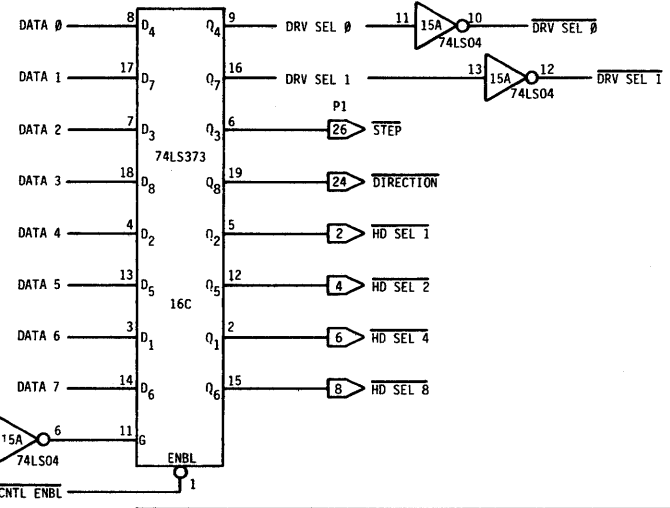 DATA 0 8 D4 Q4 9 DRV SEL 0 11 15A 10 DRV SEL 0
74LS04
DATA 1 17 D7 Q7 16 DRV SEL 1 13 15A 12 DRV SEL 1
74LS04
P1
DATA 2 7 D3 Q3 6 26 STEP
74LS373
DATA 3 18 D8 Q8 19 24 DIRECTION
DATA 4 4 D2 Q2 5 2 HD SEL 1
DATA 5 13 D5 Q5 12 4 HD SEL 2
16C
DATA 6 3 D1 Q1 2 6 HD SEL 4
DATA 7 14 D6 Q6 15 8 HD SEL 8
15A 6 11 G
74LS04
ENBL
CNTL ENBL 1